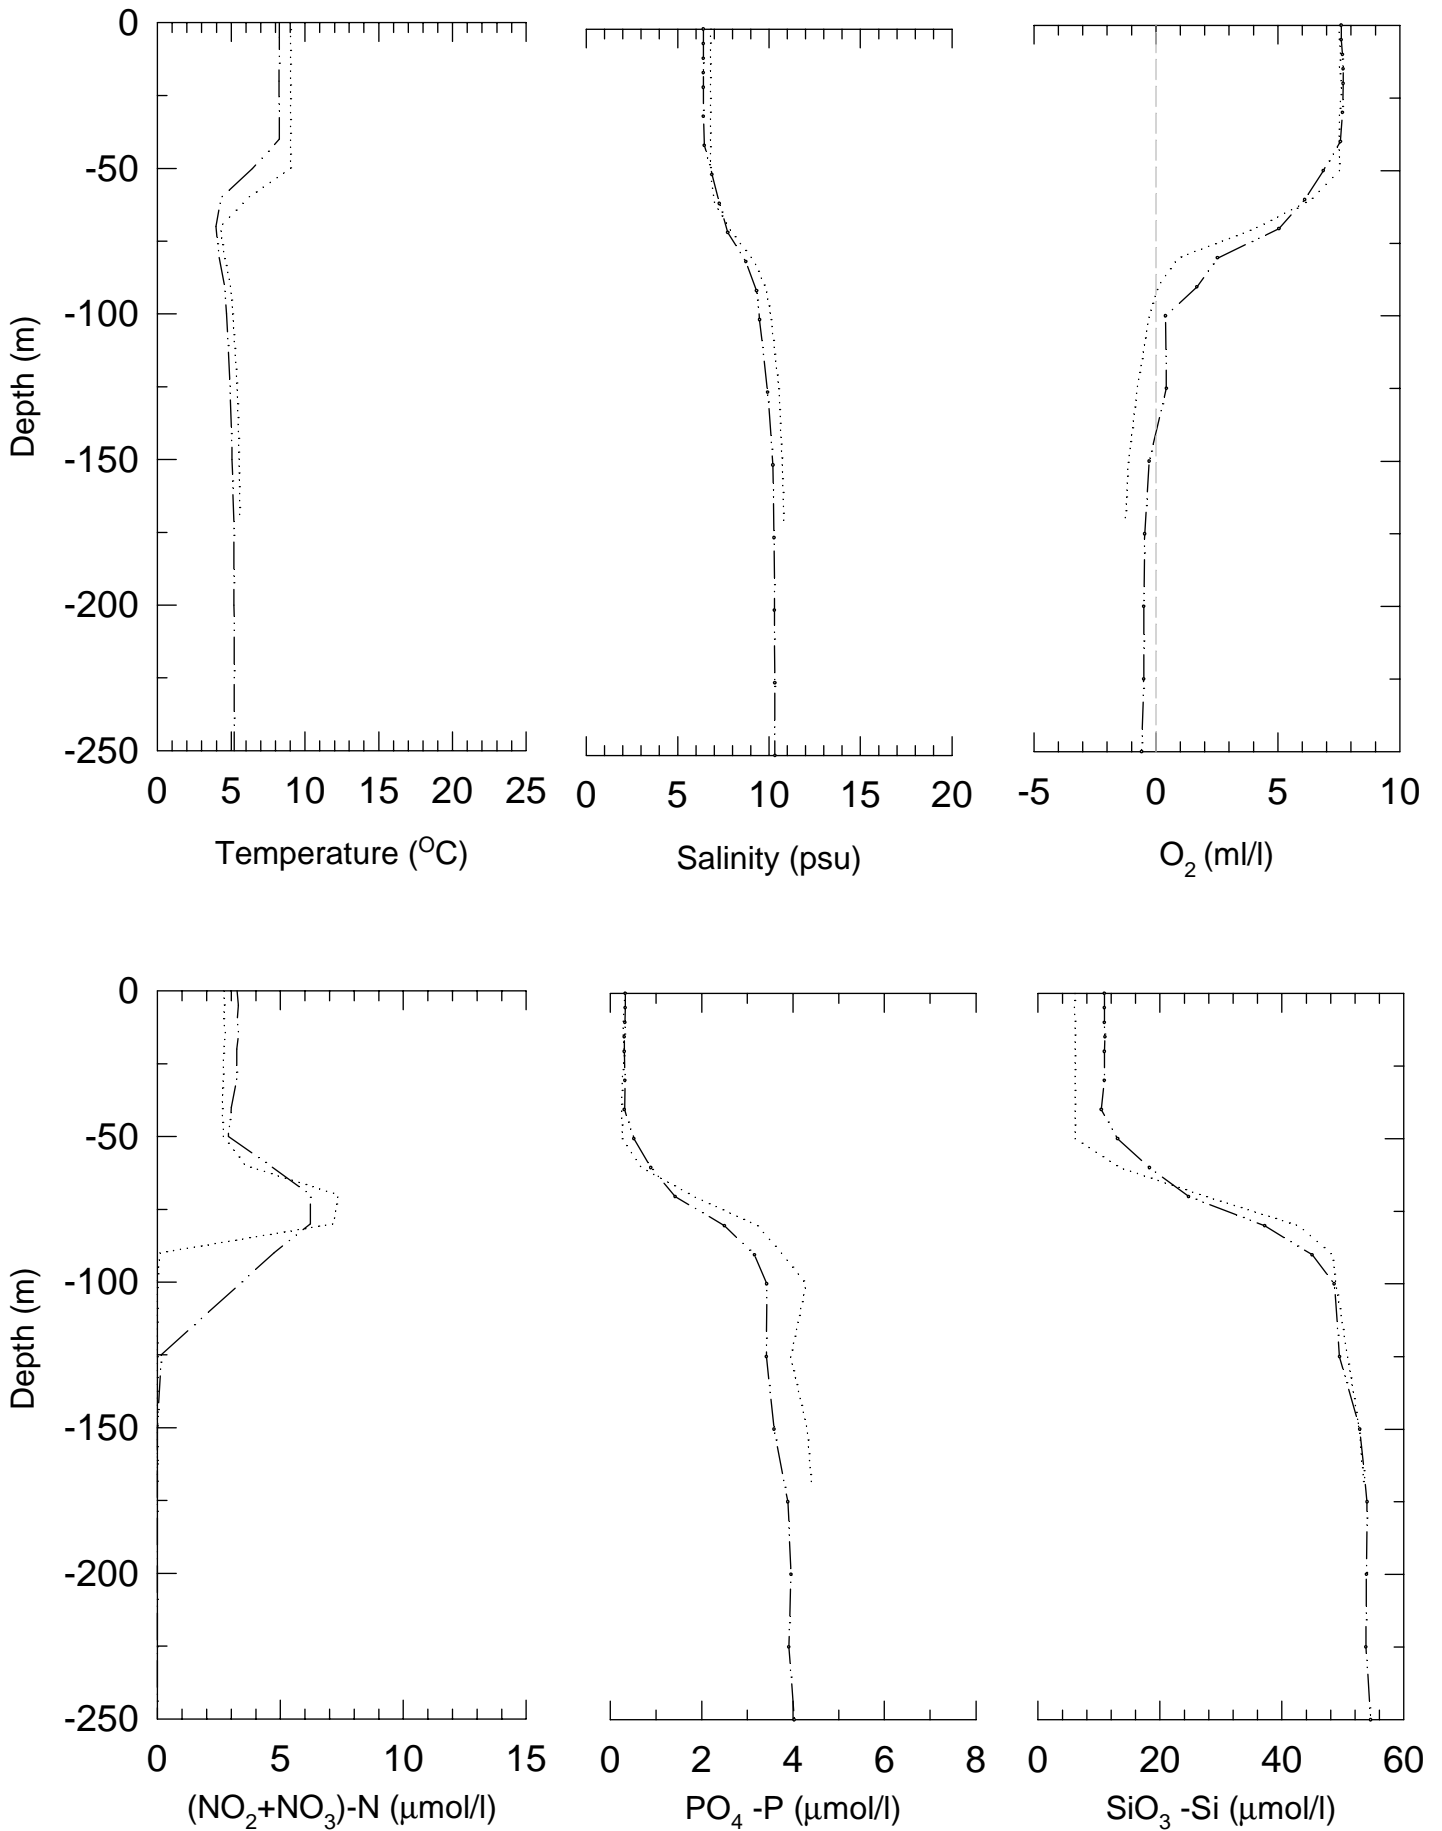 0
-50
-100
-150
-200
-250
Depth (m)
0 5 10 15 20 25
Temperature (ᴼC)
0 5 10 15 20
Salinity (psu)
-5 0 5 10
O₂ (ml/l)
0
-50
-100
-150
-200
-250
Depth (m)
0 5 10 15
(NO₂+NO₃)-N (μmol/l)
0 2 4 6 8
PO₄ -P (μmol/l)
0 20 40 60
SiO₃ -Si (μmol/l)